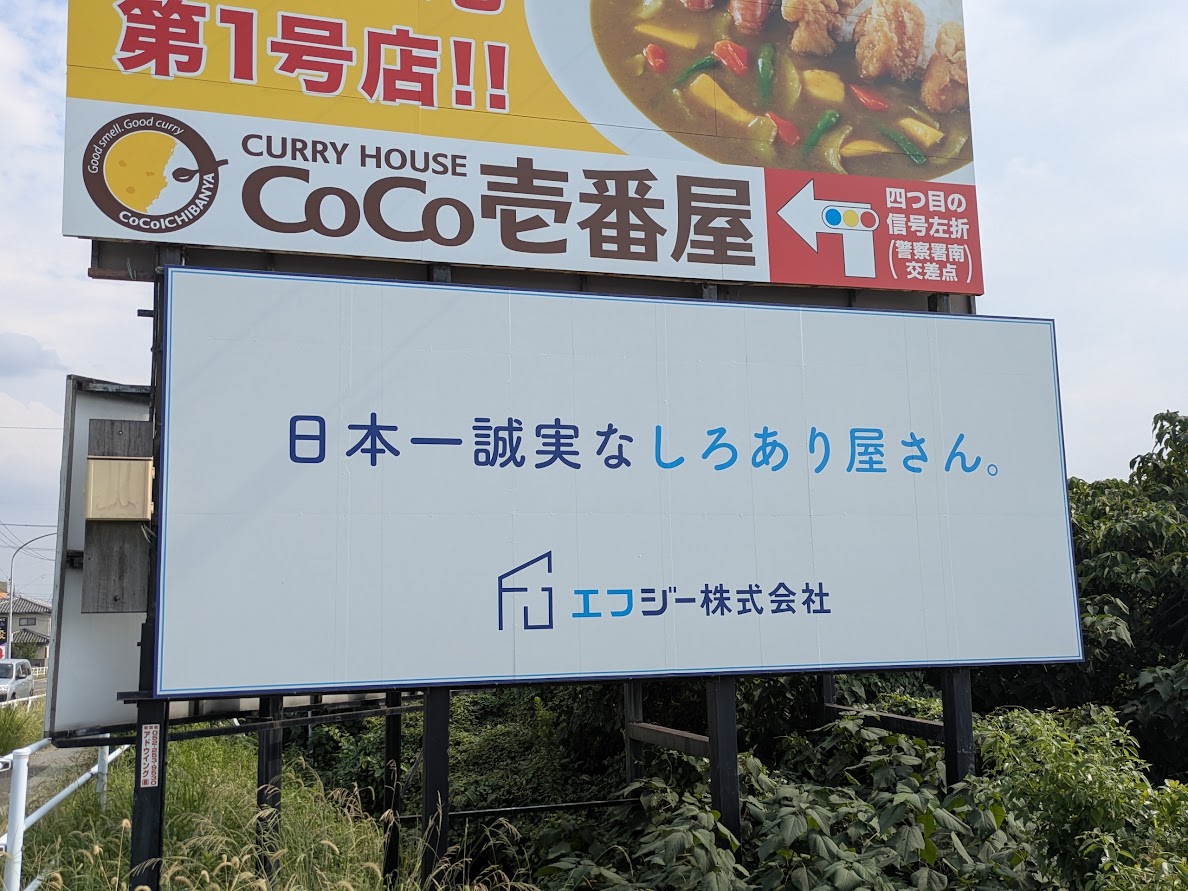 第1号店!!
Good smell. Good curry
CoCoICHIBANYA
CURRY HOUSE
CoCo壱番屋
四つ目の
信号左折
(警察署南)
交差点
日本一誠実なしろあり屋さん。
エフジー株式会社
アドウイング㈱